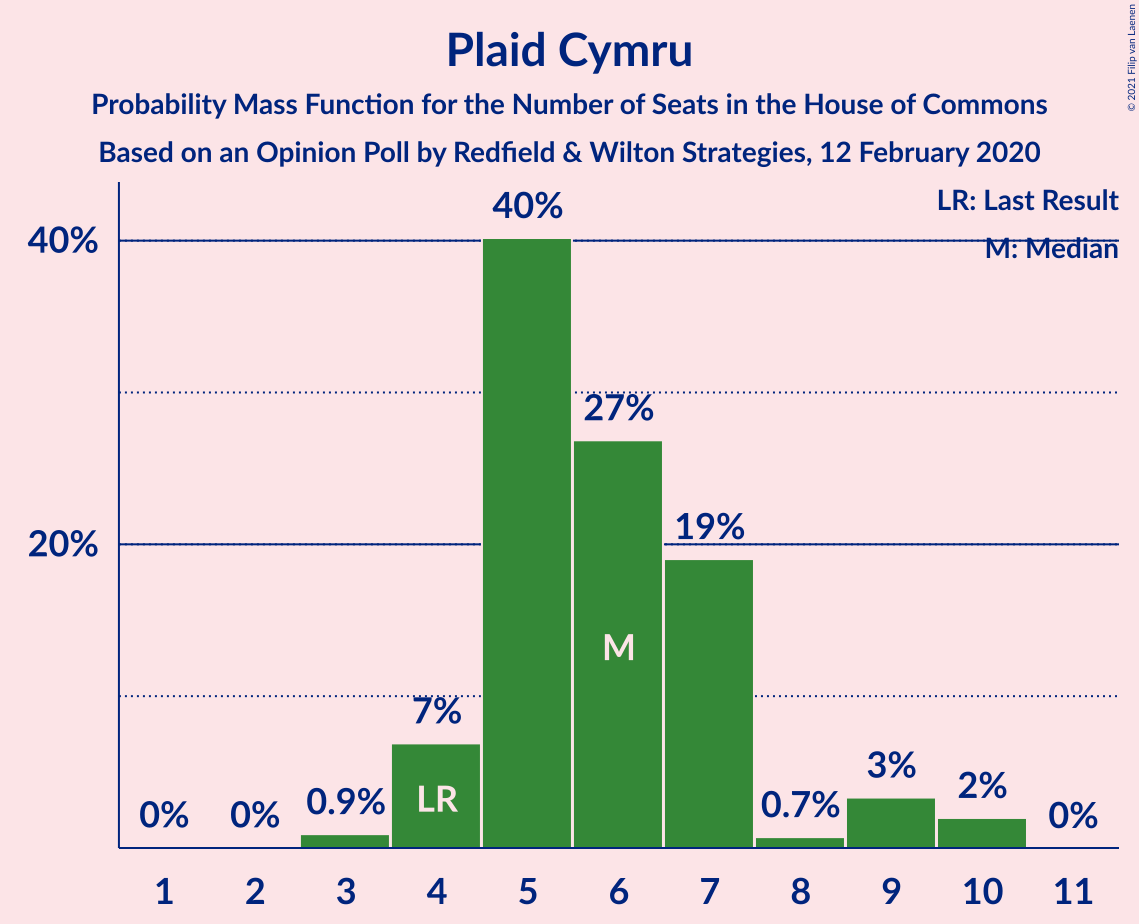 Plaid Cymru
Probability Mass Function for the Number of Seats in the House of Commons
Based on an Opinion Poll by Redfield & Wilton Strategies, 12 February 2020
© 2021 Filip van Laenen
LR: Last Result
M: Median
40%
20%
0%
0%
0.9%
7%
40%
27%
19%
0.7%
3%
2%
0%
LR
M
1 2 3 4 5 6 7 8 9 10 11